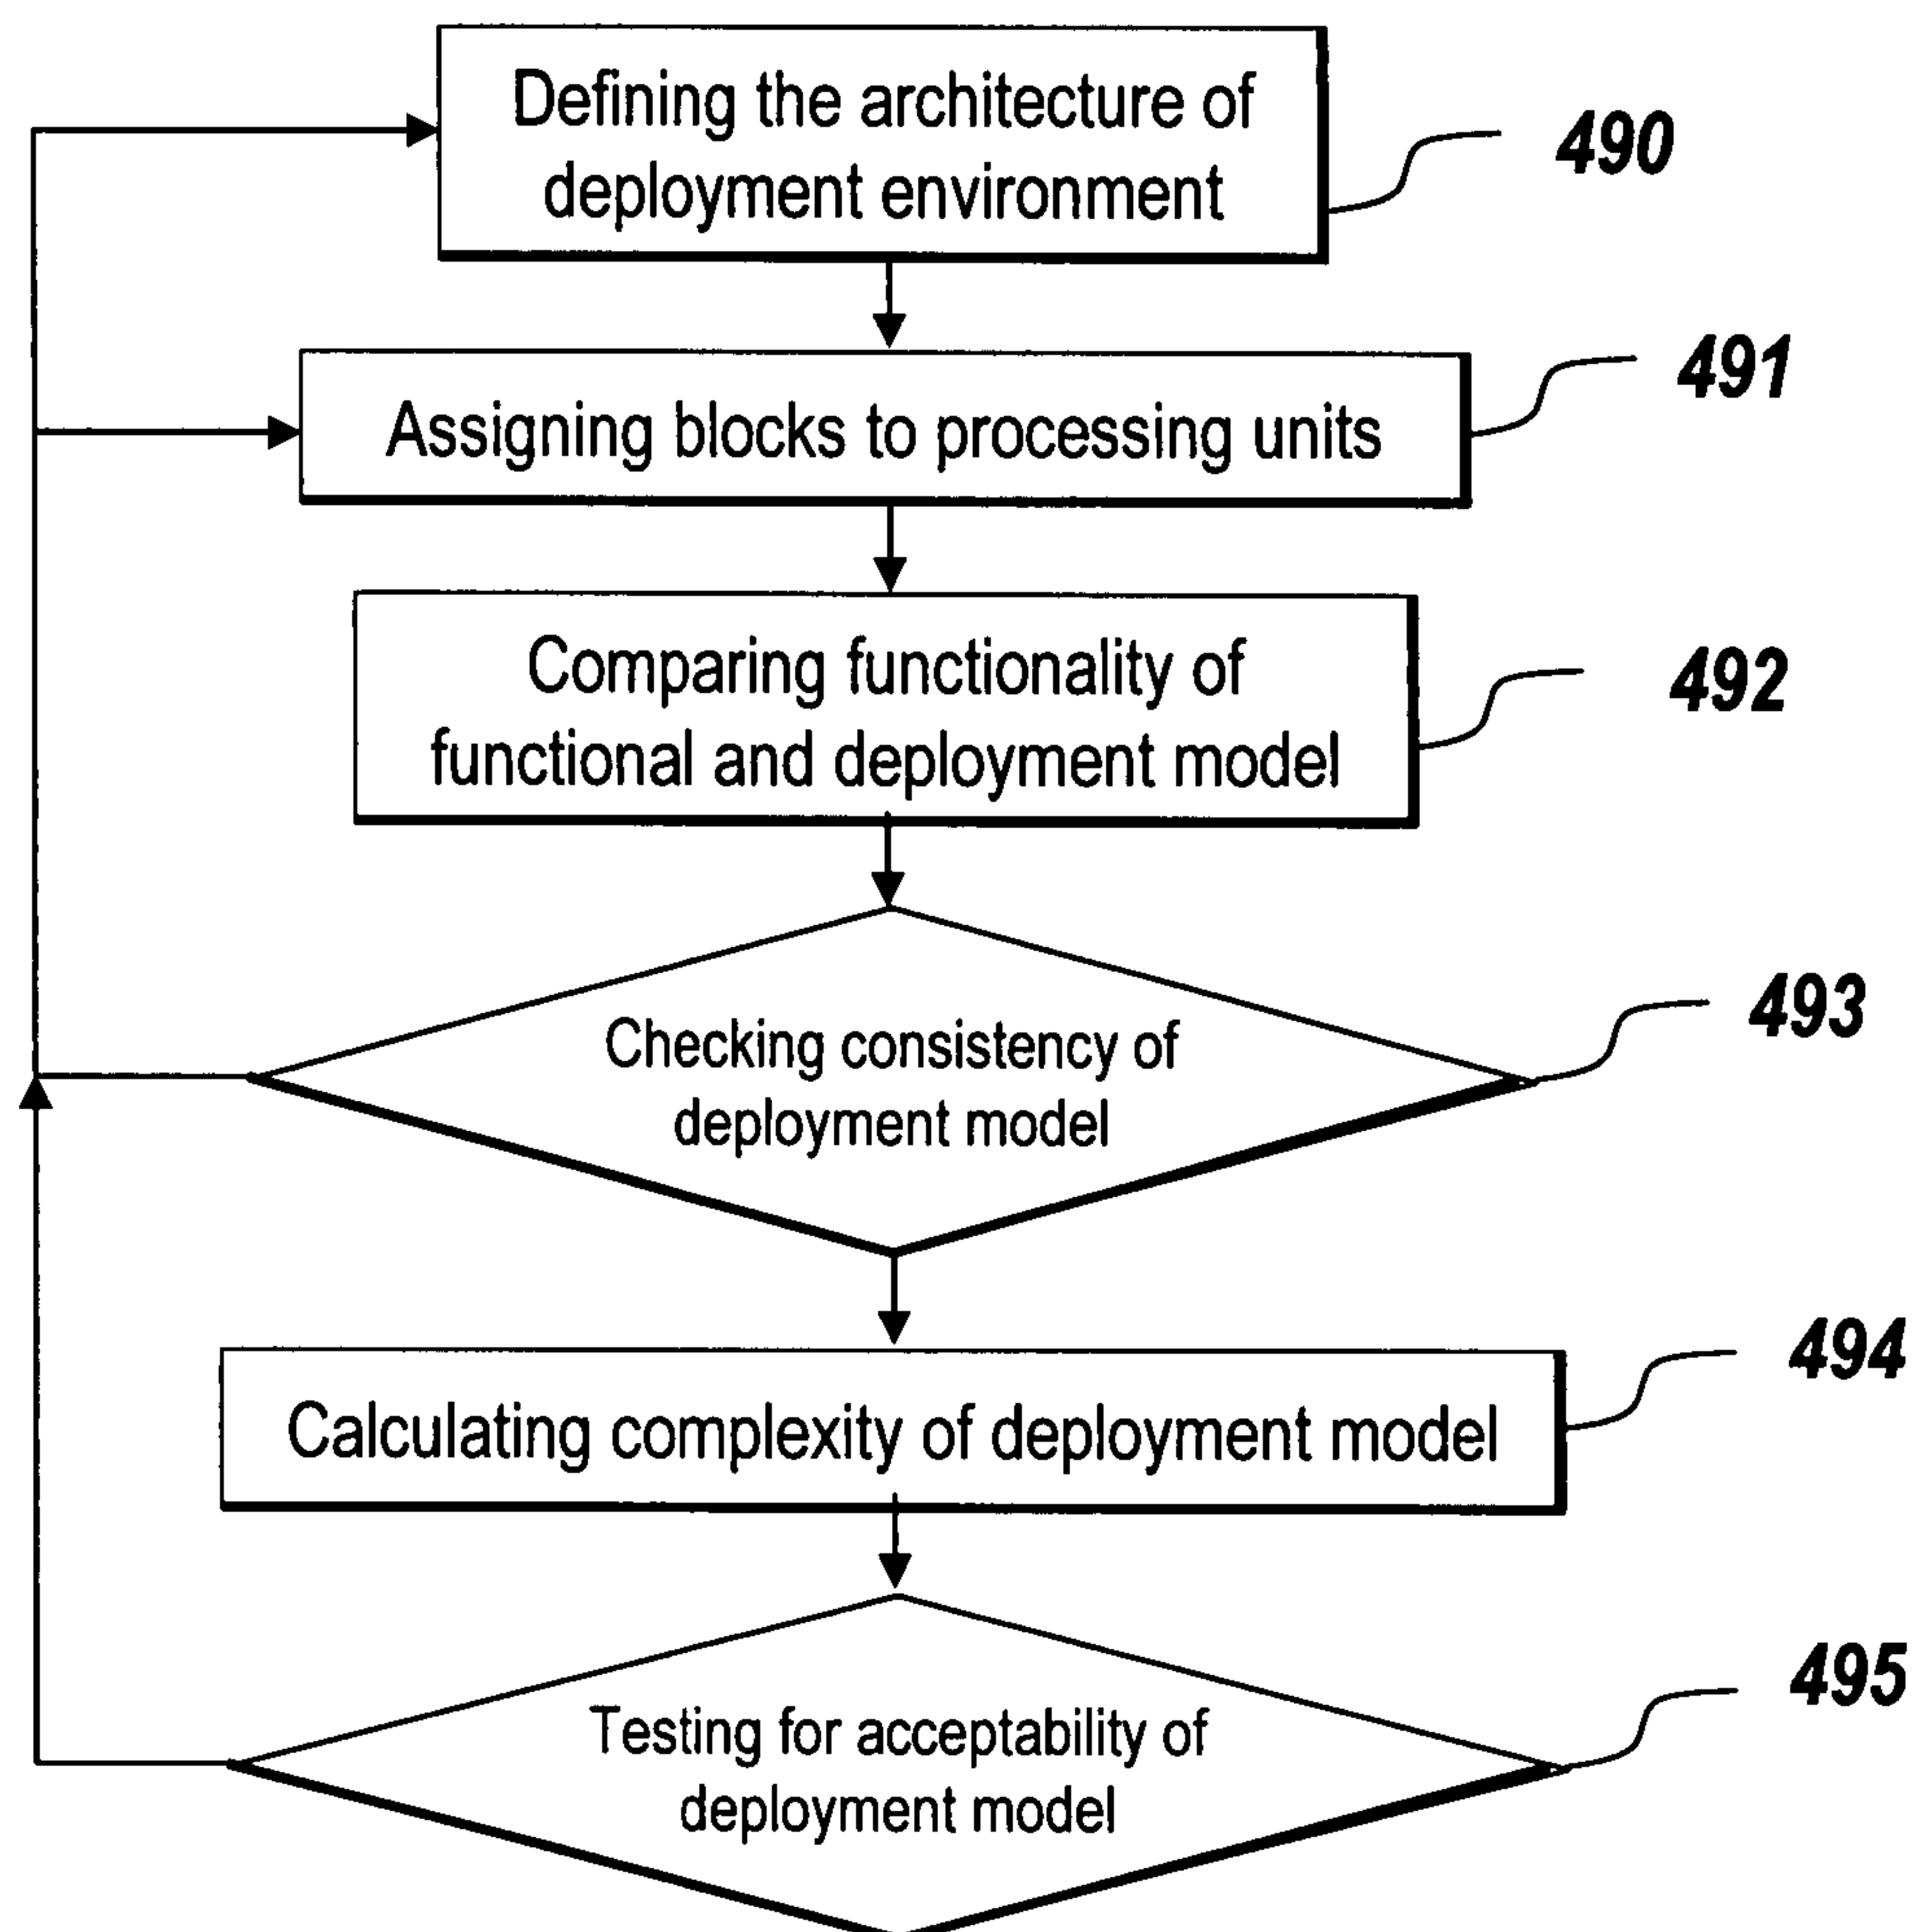 Defining the architecture of
deployment environment
490
Assigning blocks to processing units
491
Comparing functionality of
functional and deployment model
492
Checking consistency of
deployment model
493
Calculating complexity of deployment model
494
Testing for acceptability of
deployment model
495